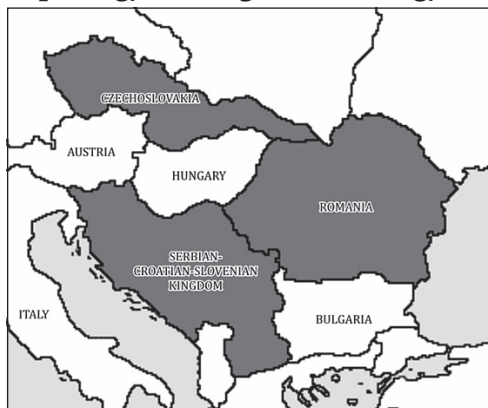 CZECHOSLOVAKIA
AUSTRIA
HUNGARY
ROMANIA
SERBIAN-
CROATIAN-SLOVENIAN
KINGDOM
ITALY
BULGARIA